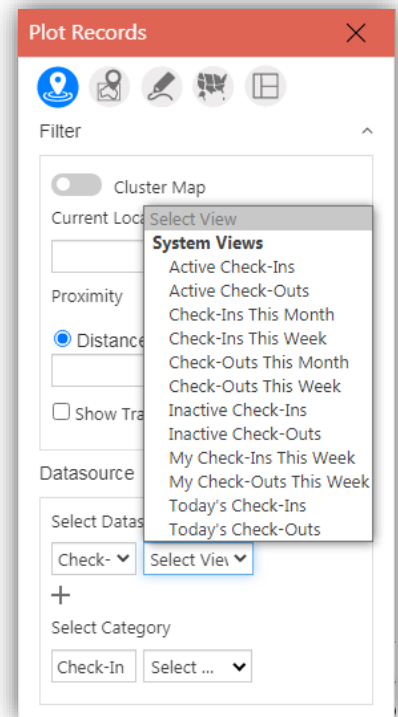 Plot Records
Filter
Cluster Map
Current Loca
Select View
System Views
Active Check-Ins
Active Check-Outs
Check-Ins This Month
Check-Ins This Week
Check-Outs This Month
Check-Outs This Week
Inactive Check-Ins
Inactive Check-Outs
My Check-Ins This Week
My Check-Outs This Week
Today's Check-Ins
Today's Check-Outs
Proximity
Distance
Show Tra
Datasource
Select Datas
Check- Select View
Select Category
Check-In Select ...